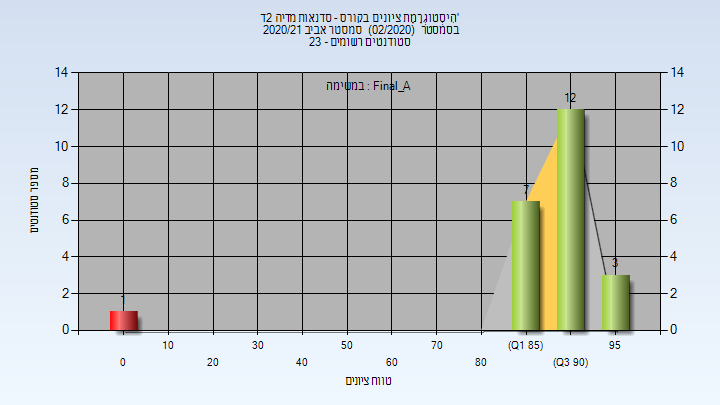 היסטוגרמת ציונים בקורס - סדנאות מדיה 2ד'
בסמסטר (02/2020) סמסטר אביב 2020/21
סטודנטים רשומים - 23
במשימה : Final_A
מספר סטודנטים
14 14
12 12
10 10
8 8
6 6
4 4
2 2
0 0
1
7
12
3
10 30 50 70 (Q1 85) 95
0 20 40 60 80 (Q3 90)
טווח ציונים